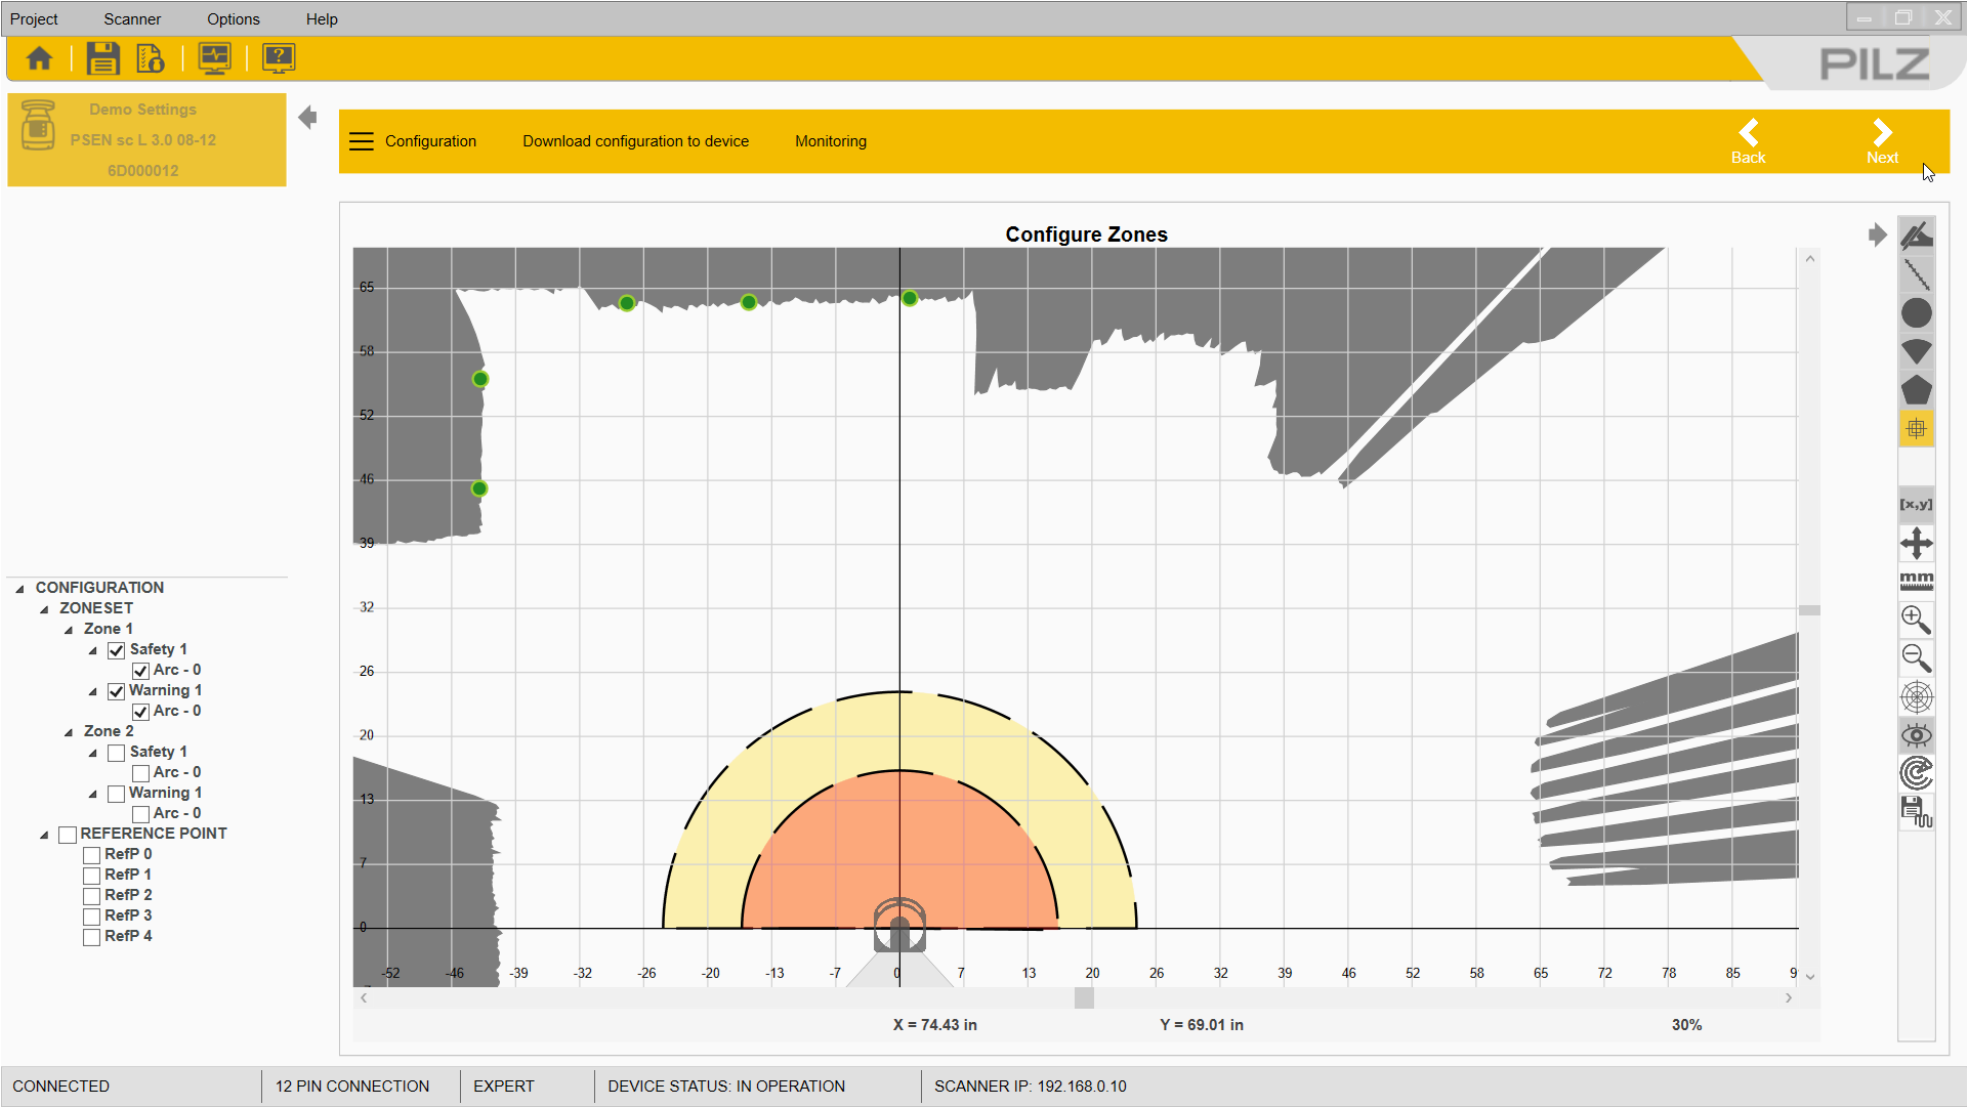 Project Scanner Options Help
PILZ
Demo Settings
PSEN sc L 3.0 08-12
6D000012
Configuration Download configuration to device Monitoring
Back Next
Configure Zones
65
58
52
46
39
32
26
20
13
7
0
-52 -46 -39 -32 -26 -20 -13 -7 0 7 13 20 26 32 39 46 52 58 65 72 78 85 9
X = 74.43 in Y = 69.01 in 30%
[x,y]
mm
CONFIGURATION
ZONESET
Zone 1
Safety 1
Arc - 0
Warning 1
Arc - 0
Zone 2
Safety 1
Arc - 0
Warning 1
Arc - 0
REFERENCE POINT
RefP 0
RefP 1
RefP 2
RefP 3
RefP 4
CONNECTED 12 PIN CONNECTION EXPERT DEVICE STATUS: IN OPERATION SCANNER IP: 192.168.0.10